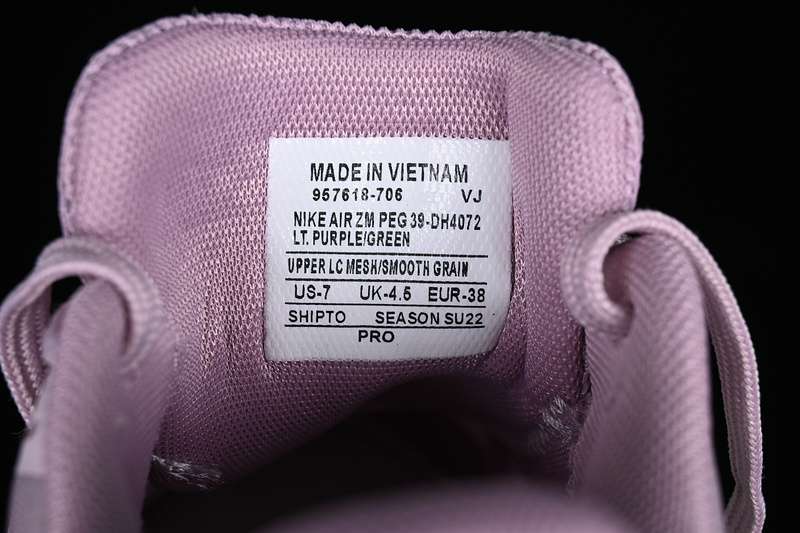 MADE IN VIETNAM
957618-706 VJ
NIKE AIR ZM PEG 39-DH4072
LT. PURPLE/GREEN
UPPER LC MESH/SMOOTH GRAIN
US-7 UK-4.5 EUR-38
SHIPTO SEASON SU22
PRO